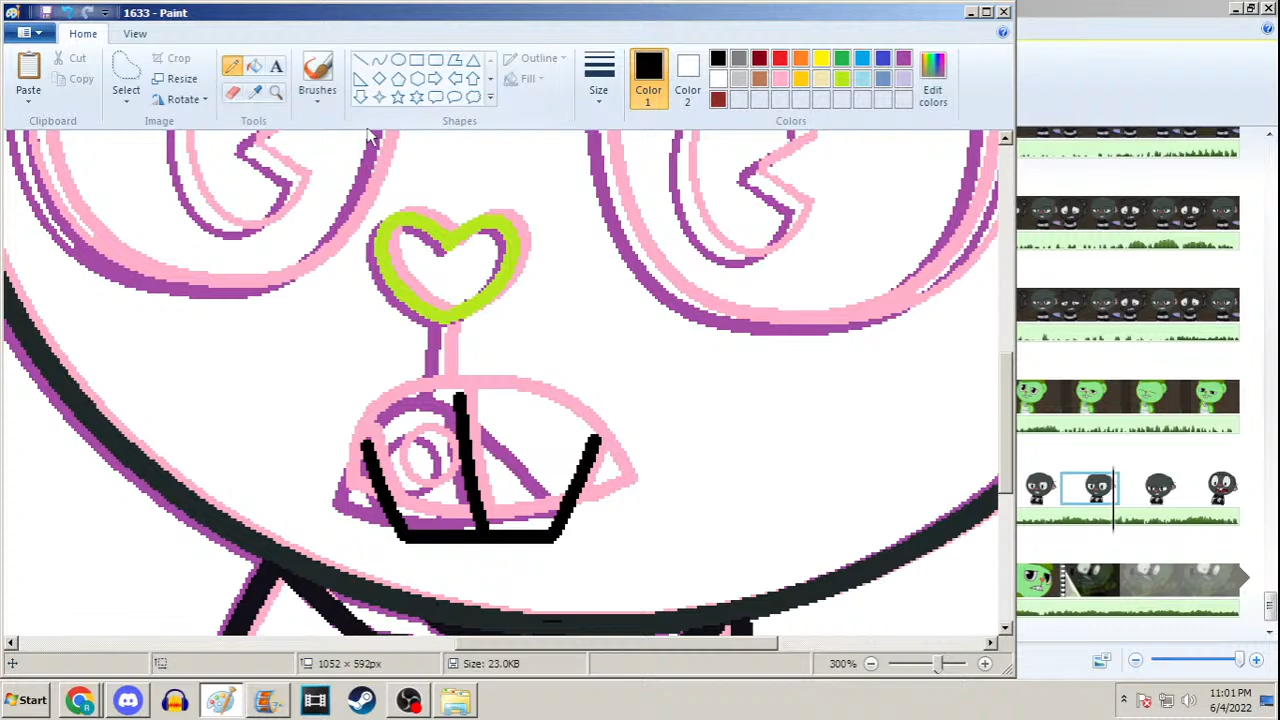 1633 - Paint
Home
View
Paste
Cut
Copy
Clipboard
Select
Crop
Resize
Rotate
Image
Tools
Brushes
Outline
Fill
Shapes
Size
Color 1
Color 2
Edit colors
Colors
1052 × 592px
Size: 23.0KB
300%
Start
11:01 PM
6/4/2022